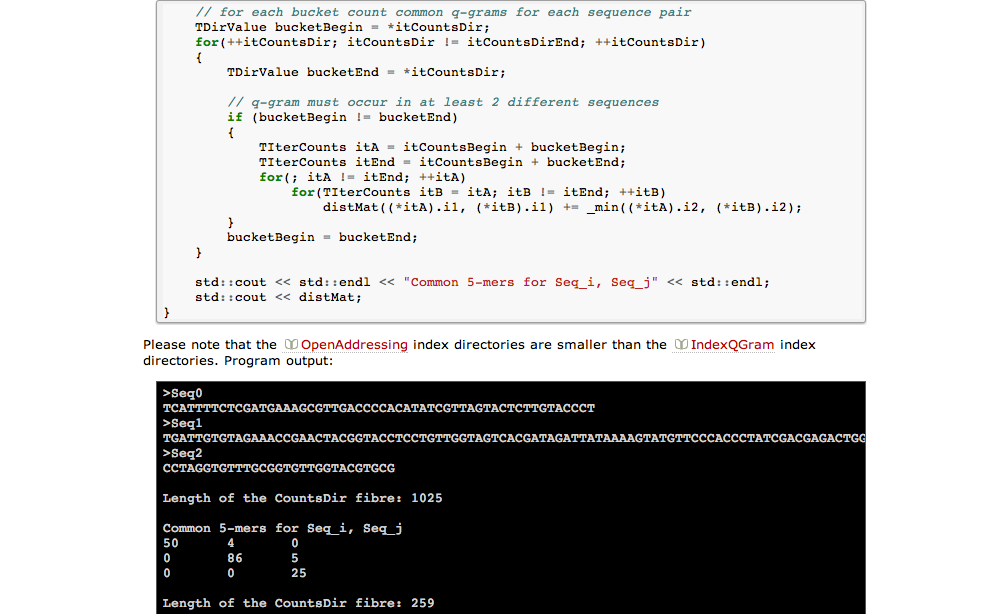 // for each bucket count common q-grams for each sequence pair
TDirValue bucketBegin = *itCountsDir;
for(++itCountsDir; itCountsDir != itCountsDirEnd; ++itCountsDir)
{
TDirValue bucketEnd = *itCountsDir;
// q-gram must occur in at least 2 different sequences
if (bucketBegin != bucketEnd)
{
TIterCounts itA = itCountsBegin + bucketBegin;
TIterCounts itEnd = itCountsBegin + bucketEnd;
for(; itA != itEnd; ++itA)
for(TIterCounts itB = itA; itB != itEnd; ++itB)
distMat((*itA).i1, (*itB).i1) += _min((*itA).i2, (*itB).i2);
}
bucketBegin = bucketEnd;
}
std::cout << std::endl << "Common 5-mers for Seq_i, Seq_j" << std::endl;
std::cout << distMat;
}
Please note that the OpenAddressing index directories are smaller than the IndexQGram index
directories. Program output:
>Seq0
TCATTTTCTCGATGAAAGCGTTGACCCCACATATCGTTAGTACTCTTGTACCCT
>Seq1
TGATTGTGTAGAAACCGAACTACGGTACCTCCTGTTGGTAGTCACGATAGATTATAAAAGTATGTTCCCACCCTATCGACGAGACTGG
>Seq2
CCTAGGTGTTTGCGGTGTTGGTACGTGCG
Length of the CountsDir fibre: 1025
Common 5-mers for Seq_i, Seq_j
50 4 0
0 86 5
0 0 25
Length of the CountsDir fibre: 259